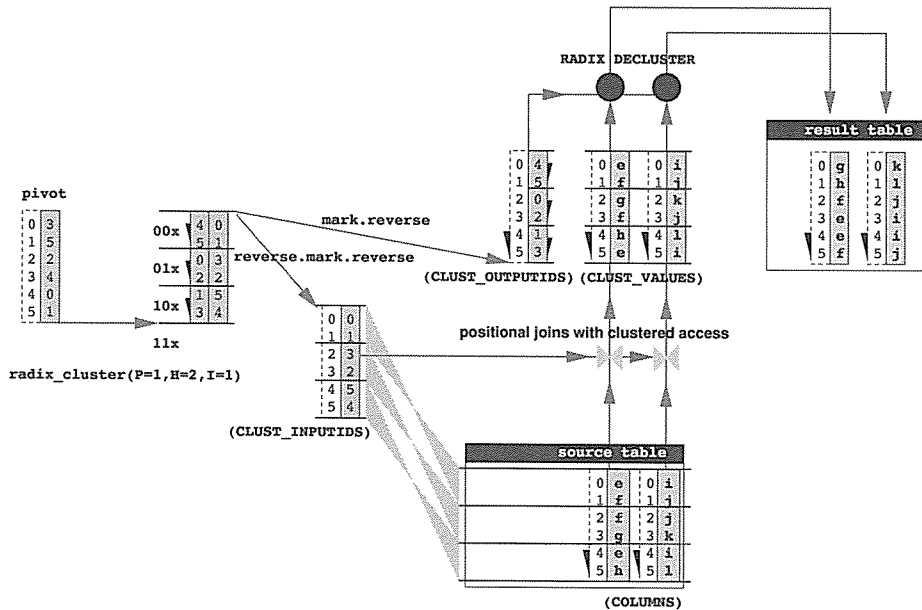 RADIX DECLUSTER
result table
0 g 0 k
1 h 1 l
2 f 2 j
3 e 3 i
4 e 4 i
5 f 5 j
0 4 0 e 0 i
1 5 1 f 1 j
2 0 2 g 2 k
3 2 3 f 3 j
4 1 4 h 4 l
5 3 5 e 5 i
(CLUST_OUTPUTIDS) (CLUST_VALUES)
pivot
0 3
1 5
2 2
3 4
4 0
5 1
00x
01x
10x
11x
4 0
5 1
0 3
2 2
1 5
3 4
radix_cluster(P=1,H=2,I=1)
mark.reverse
reverse.mark.reverse
0 0
1 1
2 3
3 2
4 5
5 4
(CLUST_INPUTIDS)
positional joins with clustered access
source table
0 e 0 i
1 f 1 j
2 f 2 j
3 g 3 k
4 e 4 i
5 h 5 l
(COLUMNS)